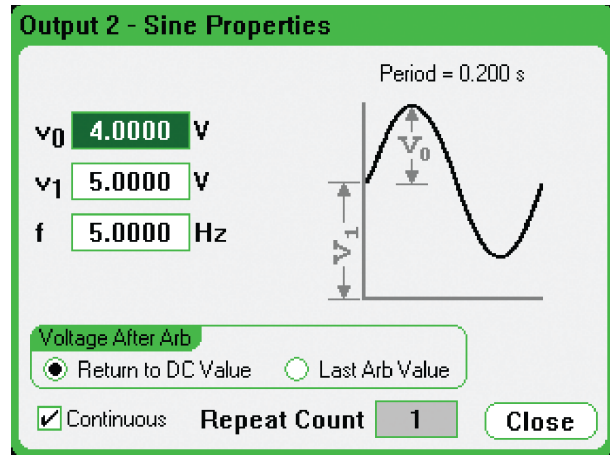 Output 2 - Sine Properties
Period = 0.200 s
v0 4.0000 V
v1 5.0000 V
f 5.0000 Hz
V0
V1
Voltage After Arb
Return to DC Value Last Arb Value
Continuous Repeat Count 1 Close